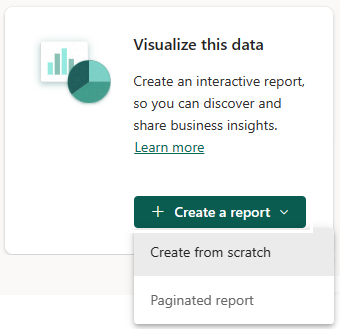 Visualize this data
Create an interactive report,
so you can discover and
share business insights.
Learn more
+ Create a report
Create from scratch
Paginated report